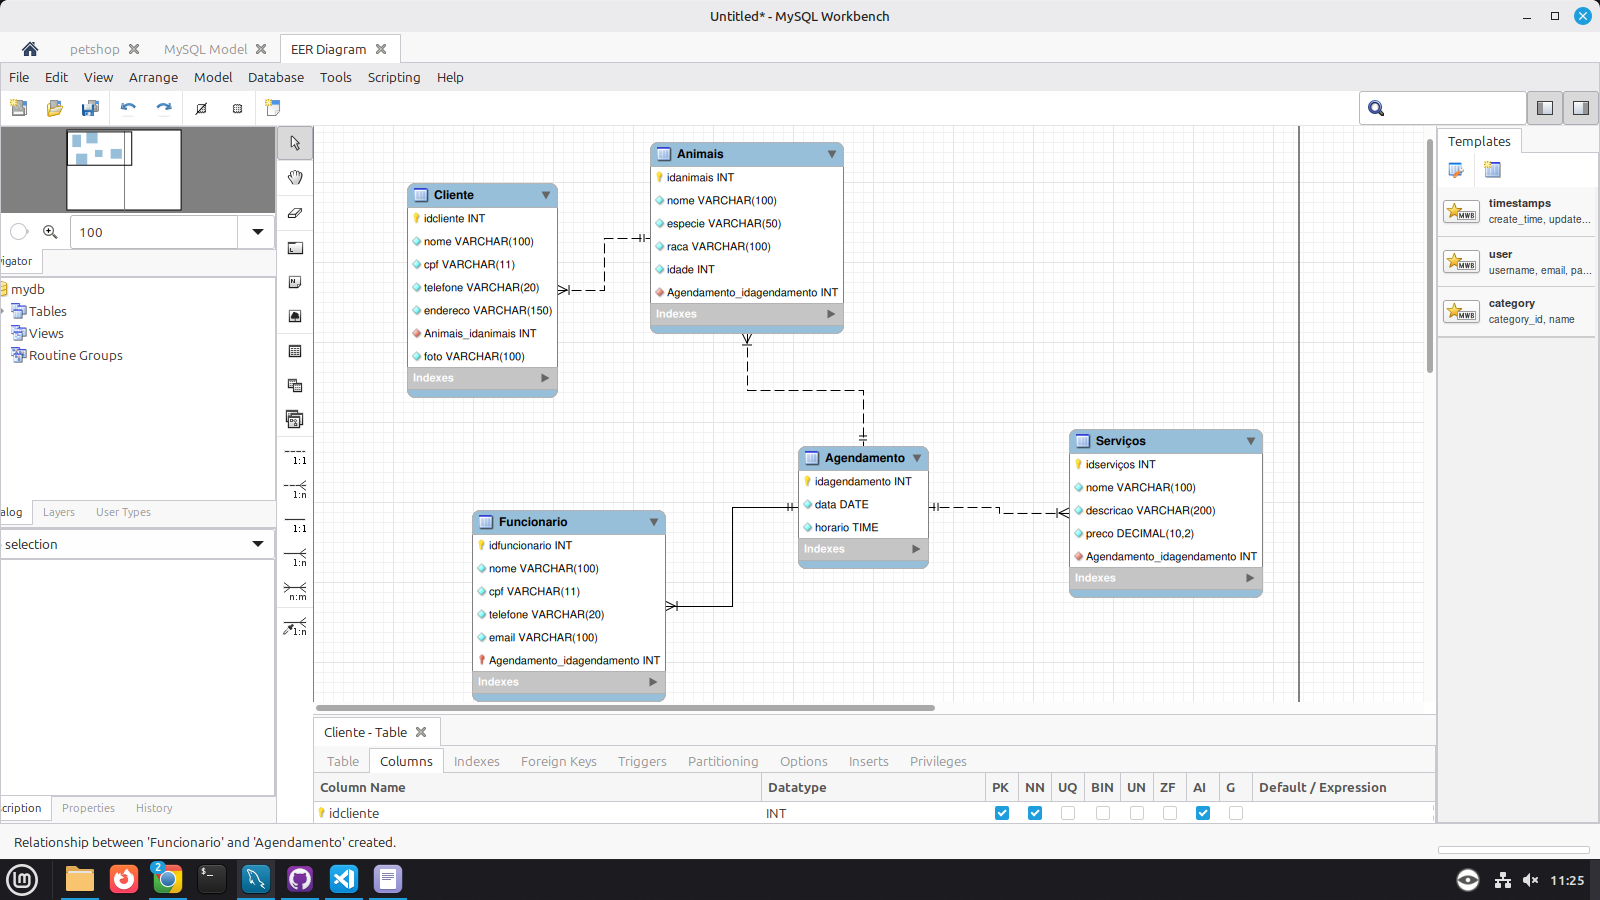 Untitled* - MySQL Workbench
petshop
MySQL Model
EER Diagram
File Edit View Arrange Model Database Tools Scripting Help
100
igator
mydb
Tables
Views
Routine Groups
alog Layers User Types
selection
cription Properties History
1:1
1:n
1:1
1:n
n:m
1:n
Cliente
idcliente INT
nome VARCHAR(100)
cpf VARCHAR(11)
telefone VARCHAR(20)
endereco VARCHAR(150)
Animais_idanimais INT
foto VARCHAR(100)
Indexes
Animais
idanimais INT
nome VARCHAR(100)
especie VARCHAR(50)
raca VARCHAR(100)
idade INT
Agendamento_idagendamento INT
Indexes
Agendamento
idagendamento INT
data DATE
horario TIME
Indexes
Serviços
idserviços INT
nome VARCHAR(100)
descricao VARCHAR(200)
preco DECIMAL(10,2)
Agendamento_idagendamento INT
Indexes
Funcionario
idfuncionario INT
nome VARCHAR(100)
cpf VARCHAR(11)
telefone VARCHAR(20)
email VARCHAR(100)
Agendamento_idagendamento INT
Indexes
Templates
MWB
timestamps
create_time, update...
MWB
user
username, email, pa...
MWB
category
category_id, name
Cliente - Table
Table Columns Indexes Foreign Keys Triggers Partitioning Options Inserts Privileges
Column Name Datatype PK NN UQ BIN UN ZF AI G Default / Expression
idcliente INT
Relationship between 'Funcionario' and 'Agendamento' created.
2
$_
11:25